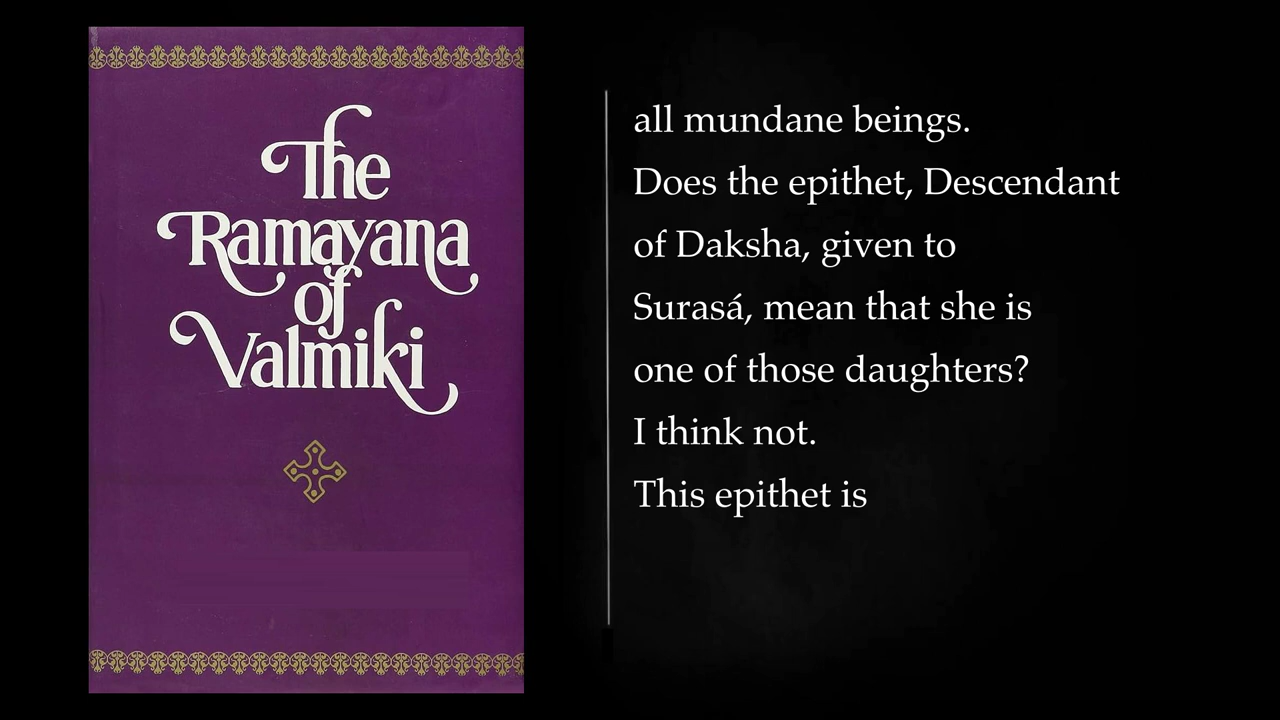 The
Ramayana
of
Valmiki
all mundane beings.
Does the epithet, Descendant
of Daksha, given to
Surasá, mean that she is
one of those daughters?
I think not.
This epithet is